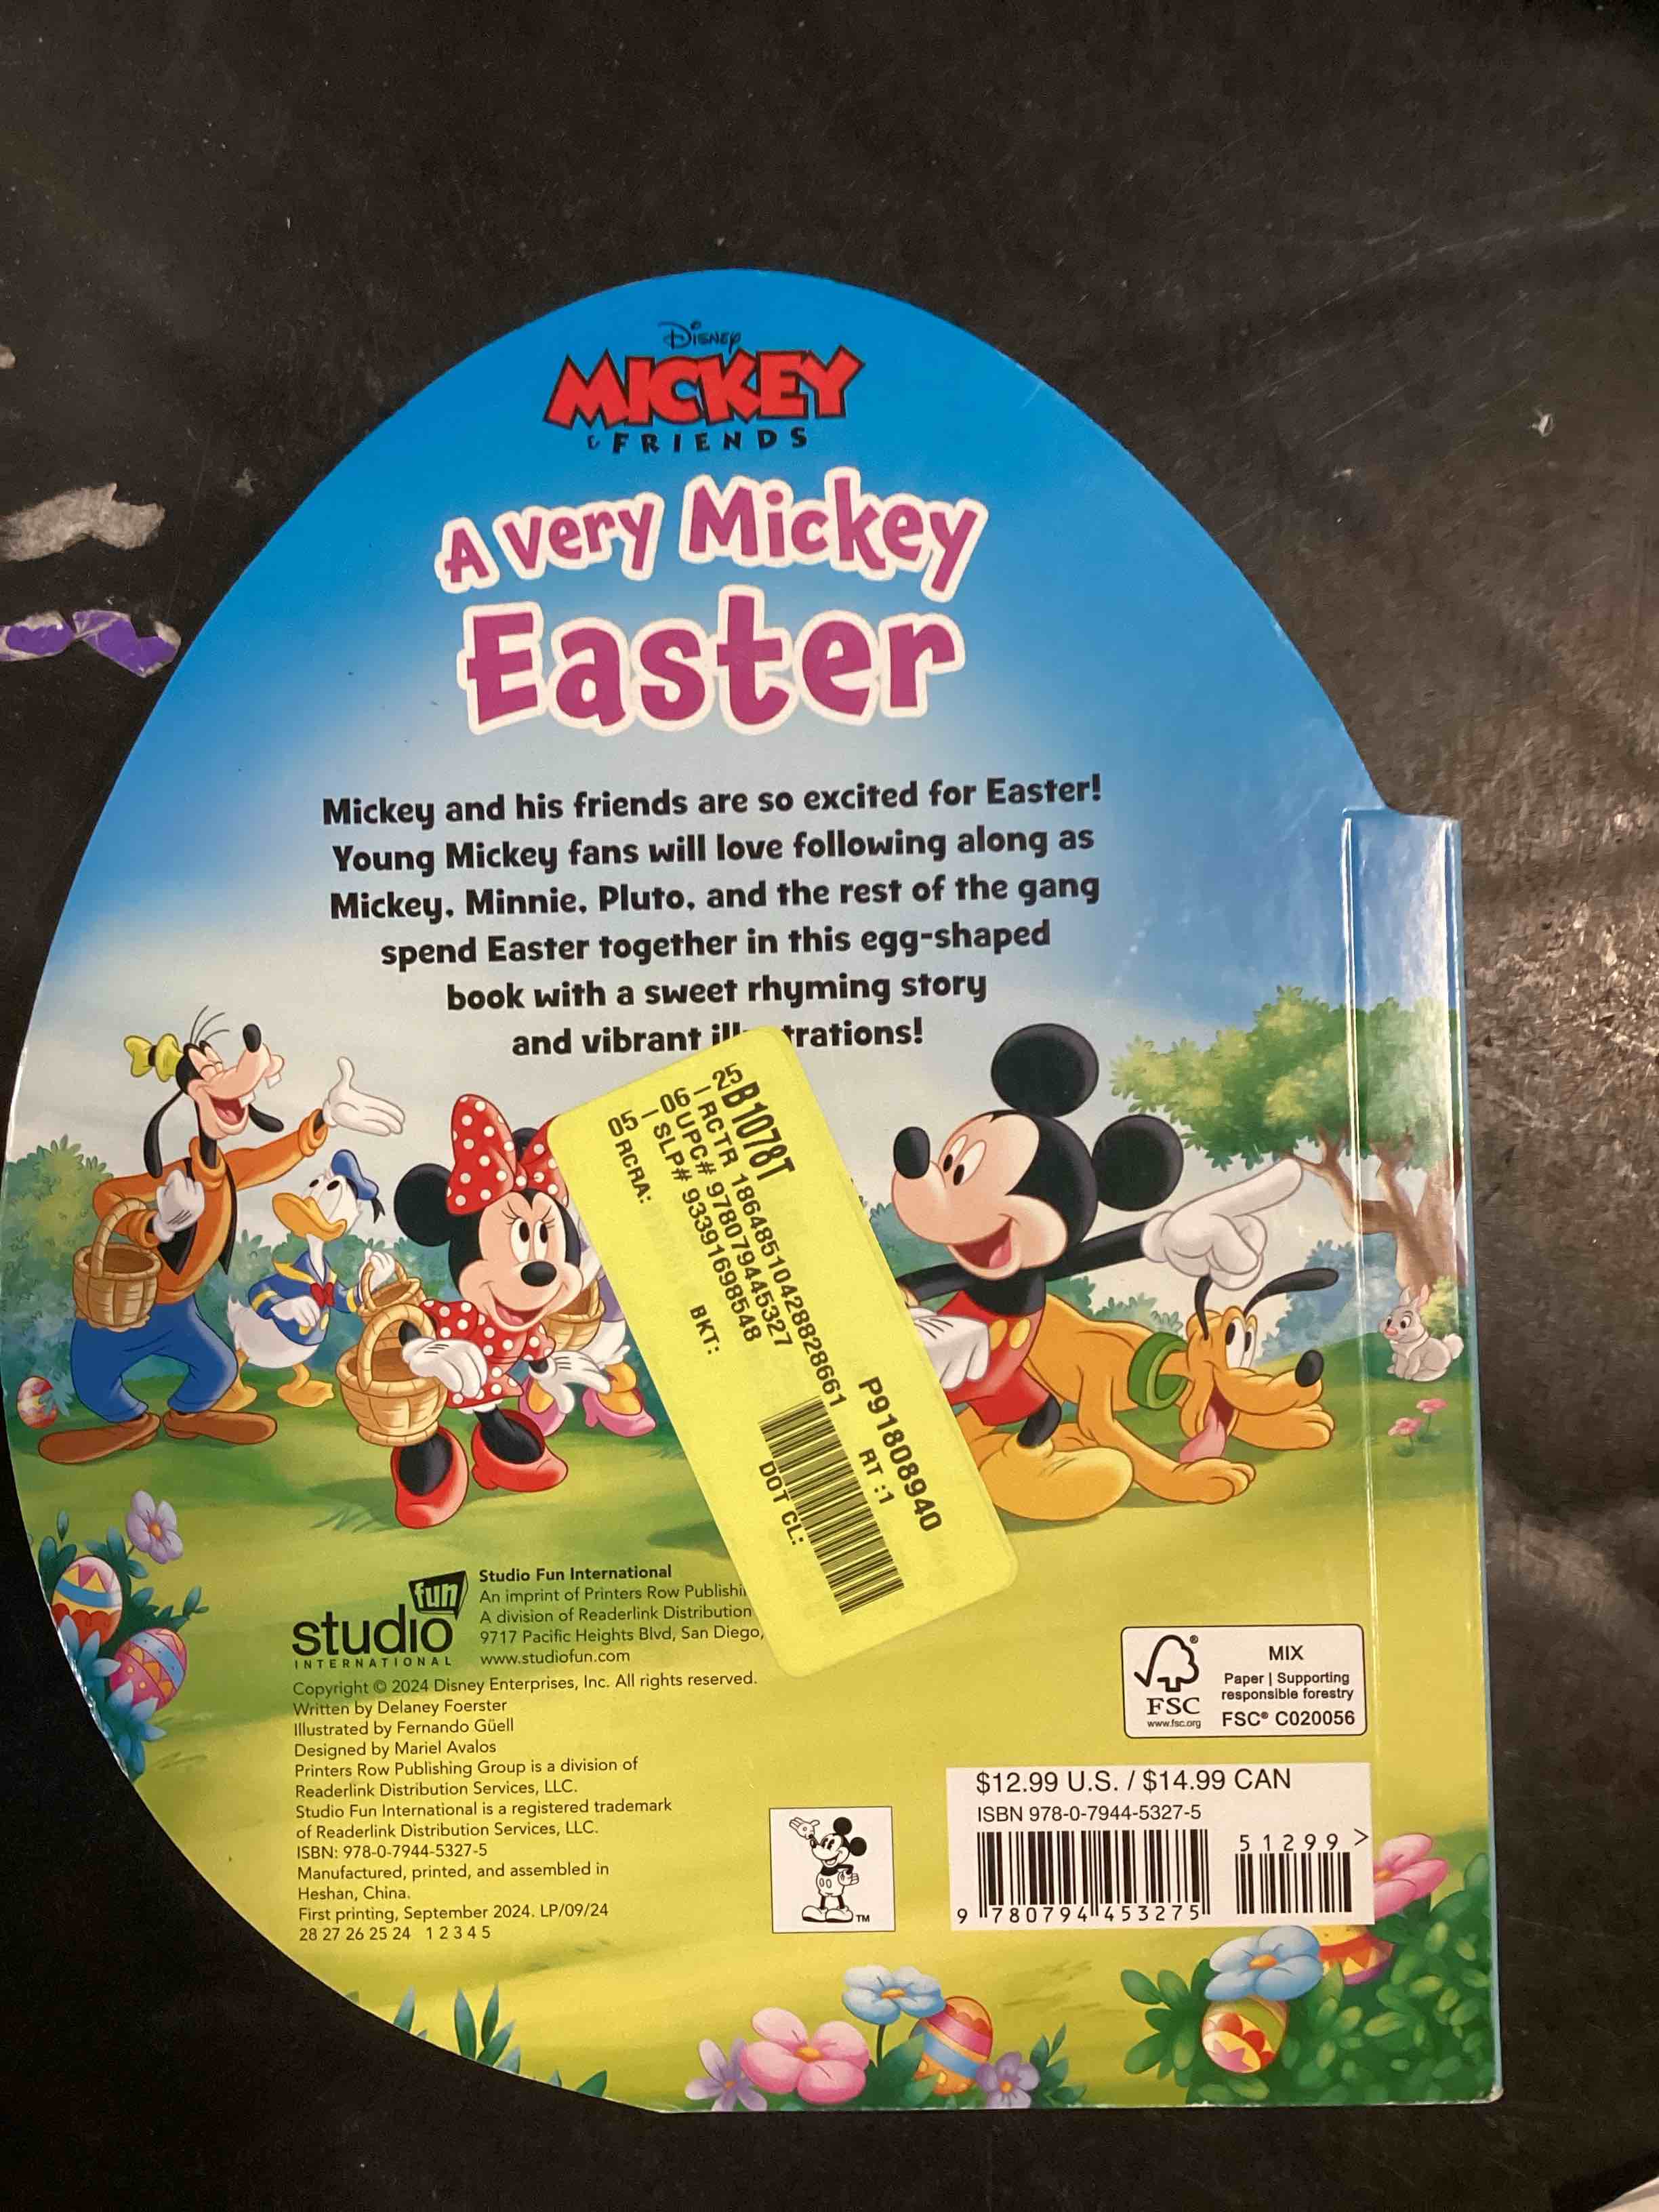 Disney
MICKEY
& FRIENDS
A Very Mickey
Easter
Mickey and his friends are so excited for Easter!
Young Mickey fans will love following along as
Mickey, Minnie, Pluto, and the rest of the gang
spend Easter together in this egg-shaped
book with a sweet rhyming story
and vibrant ill trations!
B1078T
P91808940
RCTR 1864851042882866​1
RT :1
UPC# 9780794453​27
SLP# 9339169854​8
RCRA:
BKT:
DOT CL:
05 - 06 - 25
fun
studio
INTERNATIONAL
Studio Fun International
An imprint of Printers Row Publishi
A division of Readerlink Distribution
9717 Pacific Heights Blvd, San Diego,
www.studiofun.com
Copyright © 2024 Disney Enterprises, Inc. All rights reserved.
Written by Delaney Foerster
Illustrated by Fernando Güell
Designed by Mariel Avalos
Printers Row Publishing Group is a division of
Readerlink Distribution Services, LLC.
Studio Fun International is a registered trademark
of Readerlink Distribution Services, LLC.
ISBN: 978-0-7944-5327-5
Manufactured, printed, and assembled in
Heshan, China.
First printing, September 2024. LP/09/24
28 27 26 25 24 1 2 3 4 5
TM
FSC
www.fsc.org
MIX
Paper | Supporting
responsible forestry
FSC® C020056
$12.99 U.S. / $14.99 CAN
ISBN 978-0-7944-5327-5
51299 >
9 780794 453275